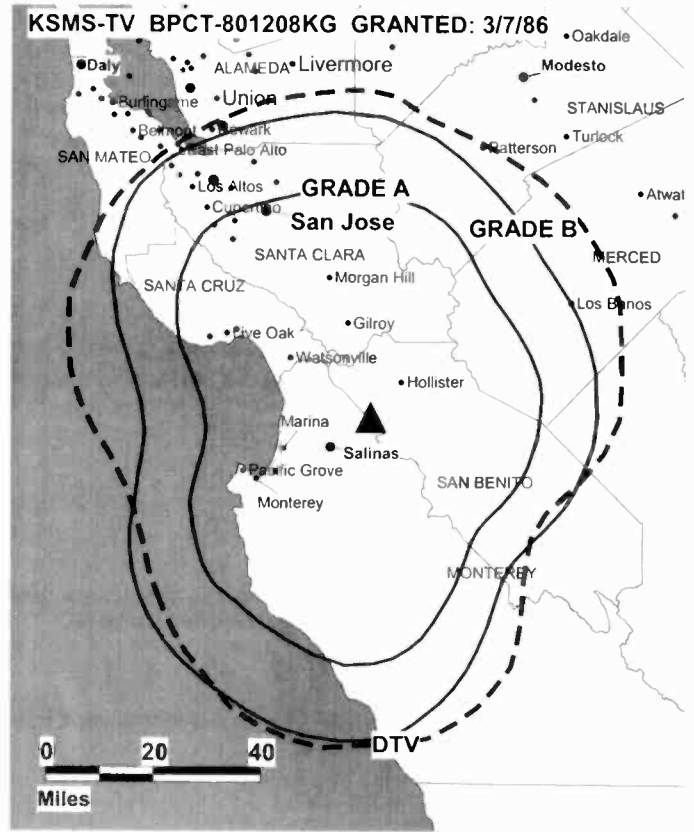 KSMS-TV BPCT-801208KG GRANTED: 3/7/86
Oakdale
Daly
ALAMEDA
Livermore
Modesto
Burlingame
Union
STANISLAUS
Belmont
Newark
Turlock
SAN MATEO
East Palo Alto
Patterson
Los Altos
GRADE A
Atwat
Cupertino
San Jose
GRADE B
SANTA CLARA
MERCED
SANTA CRUZ
Morgan Hill
Los Banos
Live Oak
Gilroy
Watsonville
Hollister
Marina
Salinas
Pacific Grove
SAN BENITO
Monterey
MONTEREY
DTV
0 20 40
Miles